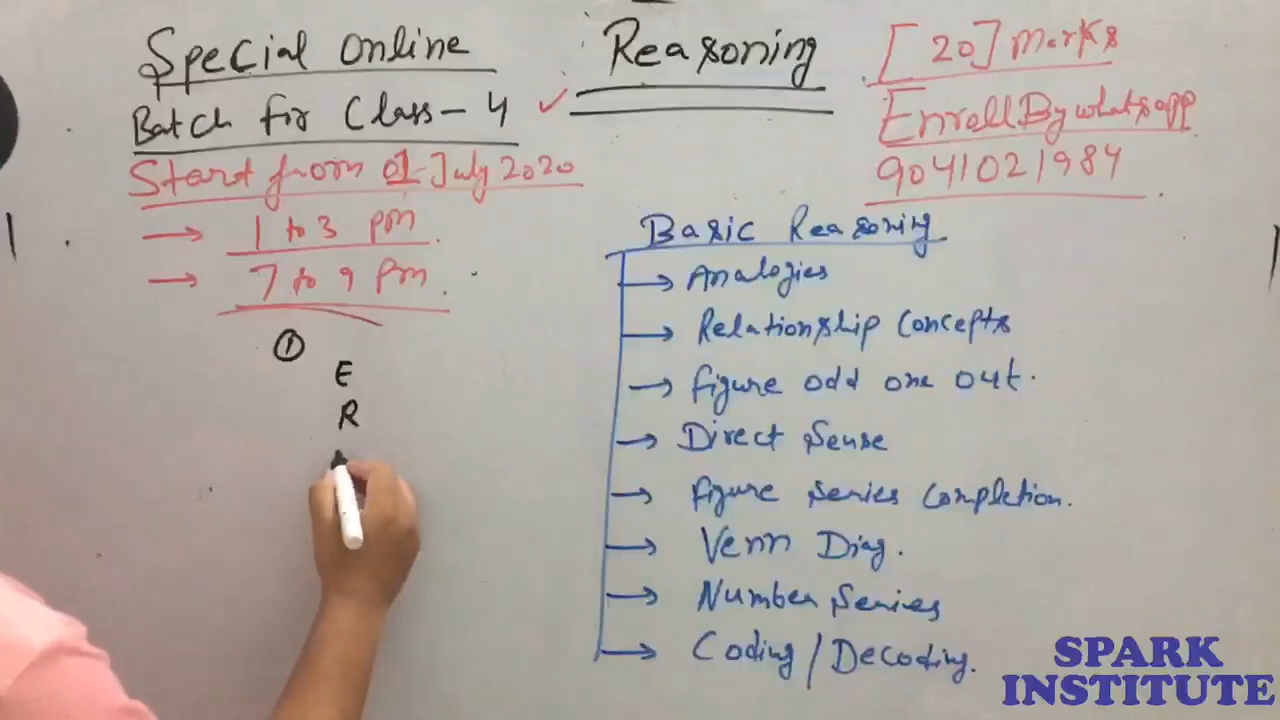 Special Online
Batch for Class - 4 ✓
Start from 01-July 2020
→ 1 to 3 pm
→ 7 to 9 Pm
①
E
R
Reasoning
[20] Marks
Enroll By whatsapp
9041021984
Basic Reasoning
→ Analogies
→ Relationship Concepts
→ figure odd one out.
→ Direct Sense
→ figure series completion.
→ Venn Diag.
→ Number Series
→ Coding / Decoding.
SPARK
INSTITUTE